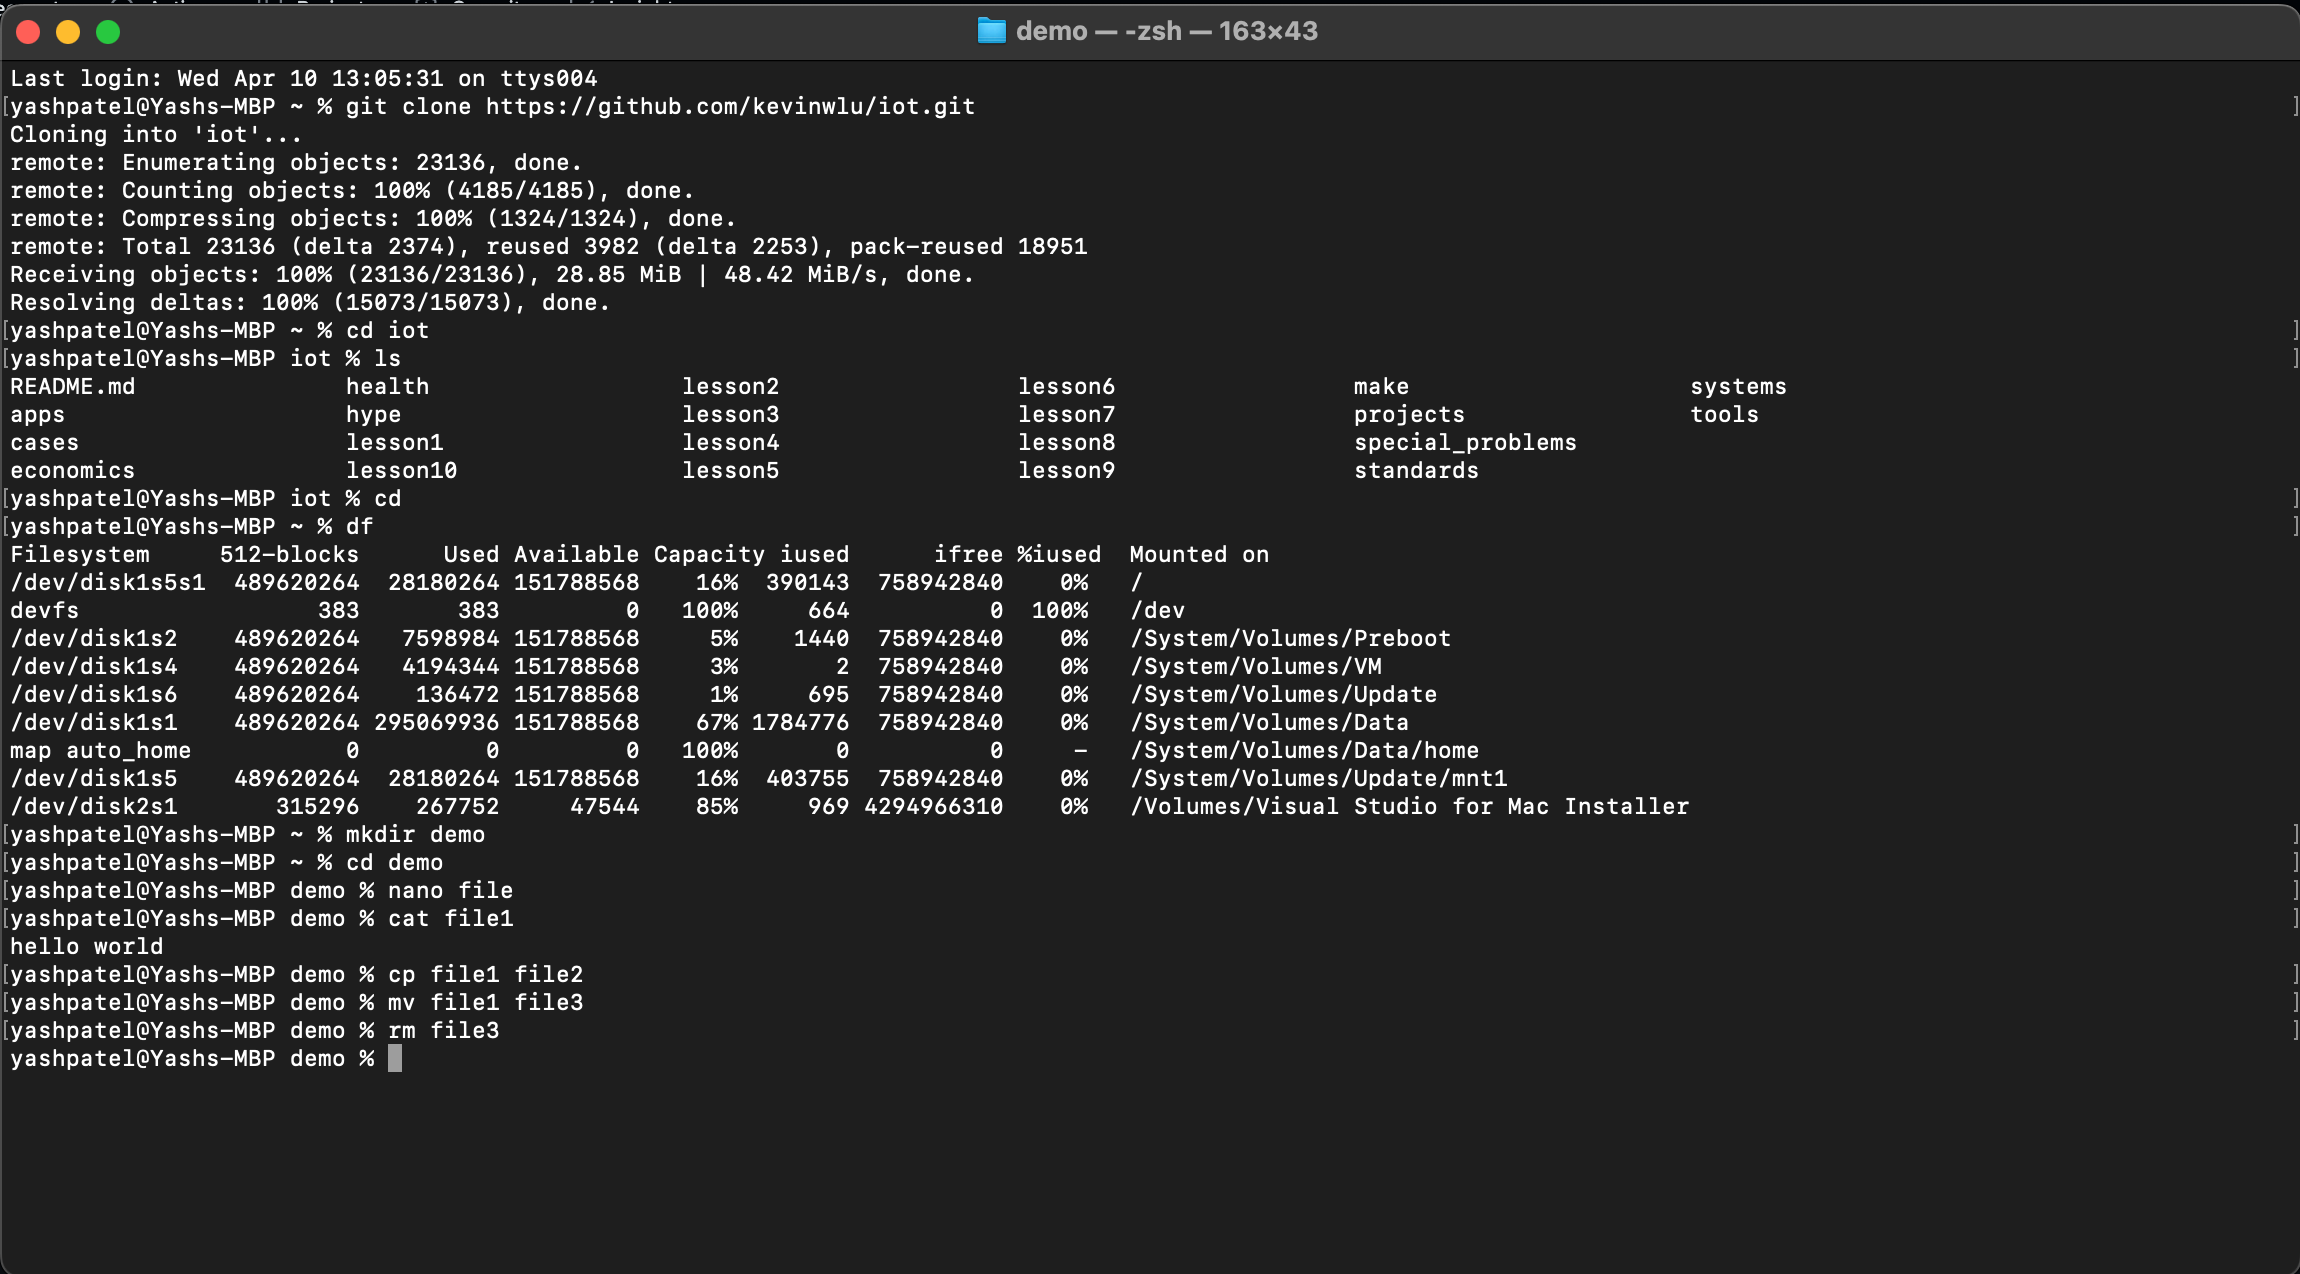 demo — -zsh — 163×43
Last login: Wed Apr 10 13:05:31 on ttys004
[yashpatel@Yashs-MBP ~ % git clone https://github.com/kevinwlu/iot.git ]
Cloning into 'iot'...
remote: Enumerating objects: 23136, done.
remote: Counting objects: 100% (4185/4185), done.
remote: Compressing objects: 100% (1324/1324), done.
remote: Total 23136 (delta 2374), reused 3982 (delta 2253), pack-reused 18951
Receiving objects: 100% (23136/23136), 28.85 MiB | 48.42 MiB/s, done.
Resolving deltas: 100% (15073/15073), done.
[yashpatel@Yashs-MBP ~ % cd iot ]
[yashpatel@Yashs-MBP iot % ls ]
README.md health lesson2 lesson6 make systems
apps hype lesson3 lesson7 projects tools
cases lesson1 lesson4 lesson8 special_problems
economics lesson10 lesson5 lesson9 standards
[yashpatel@Yashs-MBP iot % cd ]
[yashpatel@Yashs-MBP ~ % df ]
Filesystem 512-blocks Used Available Capacity iused ifree %iused Mounted on
/dev/disk1s5s1 489620264 28180264 151788568 16% 390143 758942840 0% /
devfs 383 383 0 100% 664 0 100% /dev
/dev/disk1s2 489620264 7598984 151788568 5% 1440 758942840 0% /System/Volumes/Preboot
/dev/disk1s4 489620264 4194344 151788568 3% 2 758942840 0% /System/Volumes/VM
/dev/disk1s6 489620264 136472 151788568 1% 695 758942840 0% /System/Volumes/Update
/dev/disk1s1 489620264 295069936 151788568 67% 1784776 758942840 0% /System/Volumes/Data
map auto_home 0 0 0 100% 0 0 - /System/Volumes/Data/home
/dev/disk1s5 489620264 28180264 151788568 16% 403755 758942840 0% /System/Volumes/Update/mnt1
/dev/disk2s1 315296 267752 47544 85% 969 4294966310 0% /Volumes/Visual Studio for Mac Installer
[yashpatel@Yashs-MBP ~ % mkdir demo ]
[yashpatel@Yashs-MBP ~ % cd demo ]
[yashpatel@Yashs-MBP demo % nano file ]
[yashpatel@Yashs-MBP demo % cat file1 ]
hello world
[yashpatel@Yashs-MBP demo % cp file1 file2 ]
[yashpatel@Yashs-MBP demo % mv file1 file3 ]
[yashpatel@Yashs-MBP demo % rm file3 ]
yashpatel@Yashs-MBP demo %